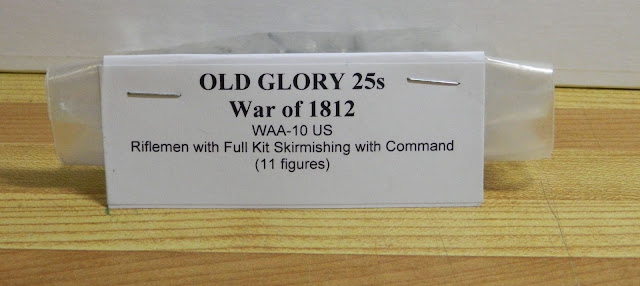 OLD GLORY 25s
War of 1812
WAA-10 US
Riflemen with Full Kit Skirmishing with Command
(11 figures)